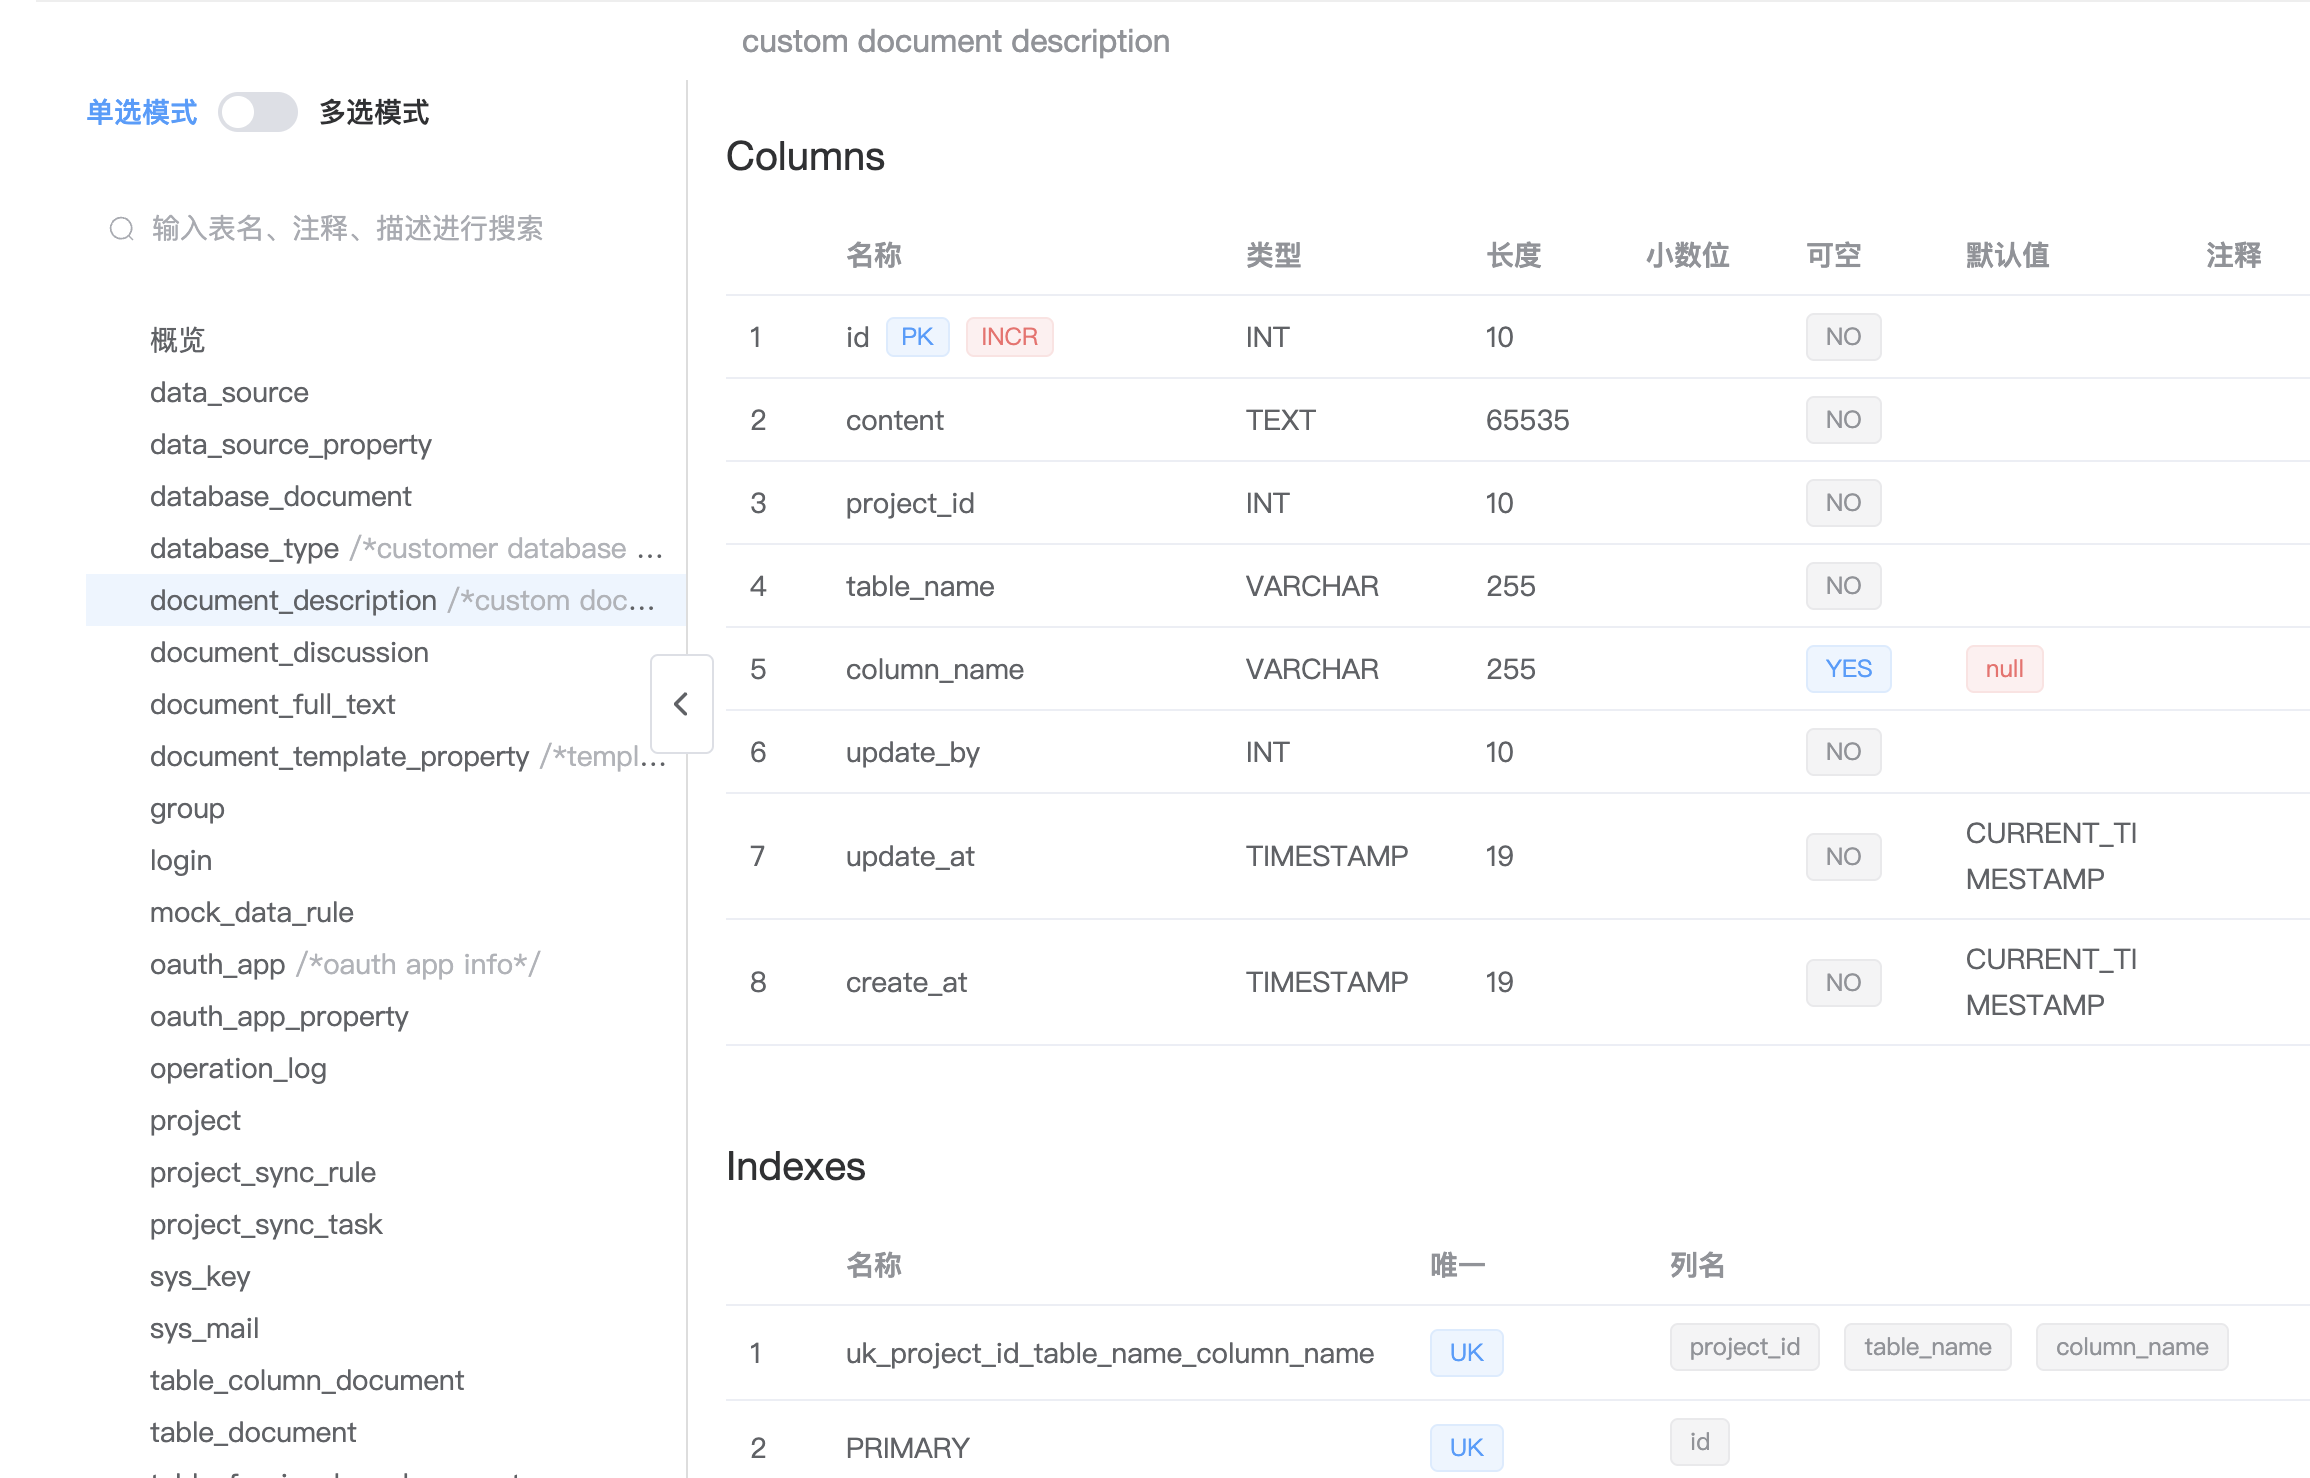 custom document description
单选模式 多选模式
输入表名、注释、描述进行搜索
概览
data_source
data_source_property
database_document
database_type /*customer database ...
document_description /*custom doc...
document_discussion
document_full_text
document_template_property /*templ...
group
login
mock_data_rule
oauth_app /*oauth app info*/
oauth_app_property
operation_log
project
project_sync_rule
project_sync_task
sys_key
sys_mail
table_column_document
table_document
Columns
名称 类型 长度 小数位 可空 默认值 注释
1 id PK INCR INT 10 NO
2 content TEXT 65535 NO
3 project_id INT 10 NO
4 table_name VARCHAR 255 NO
5 column_name VARCHAR 255 YES null
6 update_by INT 10 NO
7 update_at TIMESTAMP 19 NO CURRENT_TI
MESTAMP
8 create_at TIMESTAMP 19 NO CURRENT_TI
MESTAMP
Indexes
名称 唯一 列名
1 uk_project_id_table_name_column_name UK project_id table_name column_name
2 PRIMARY UK id